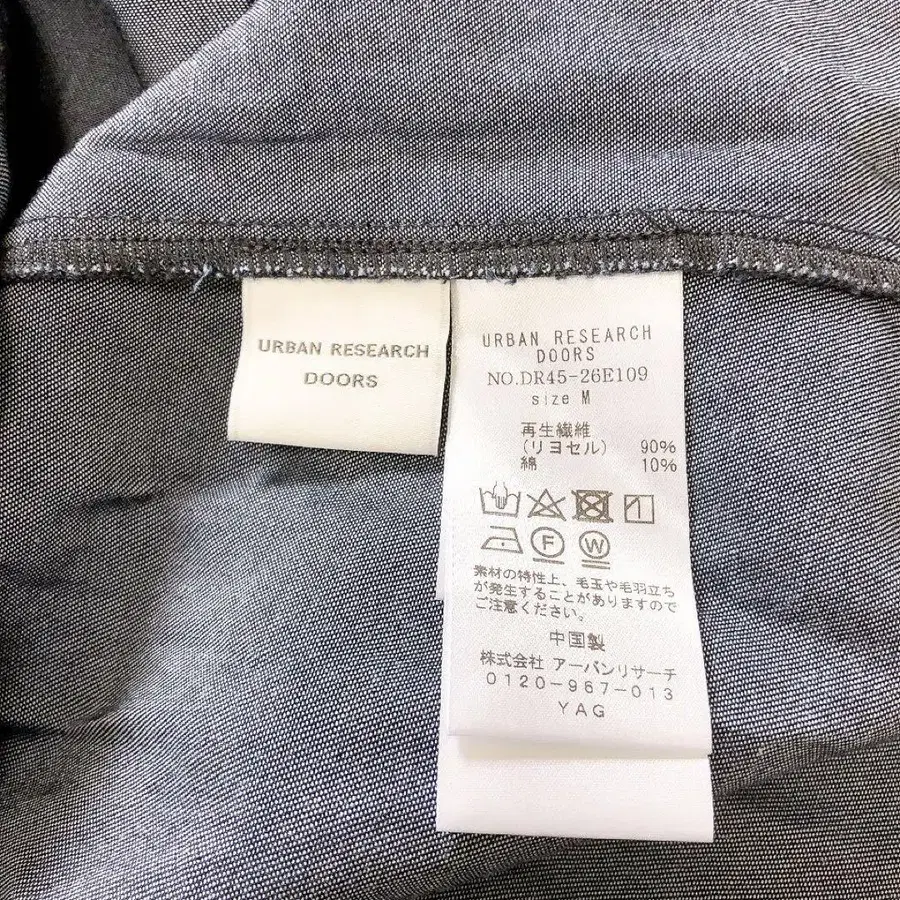 URBAN RESEARCH
DOORS
URBAN RESEARCH
DOORS
NO.DR45-26E109
size M
再生繊維
(リヨセル) 90%
綿 10%
F W
素材の特性上、毛玉や毛羽立ち
が発生することがありますので
ご注意ください。
中国製
株式会社 アーバンリサーチ
0120-967-013
YAG